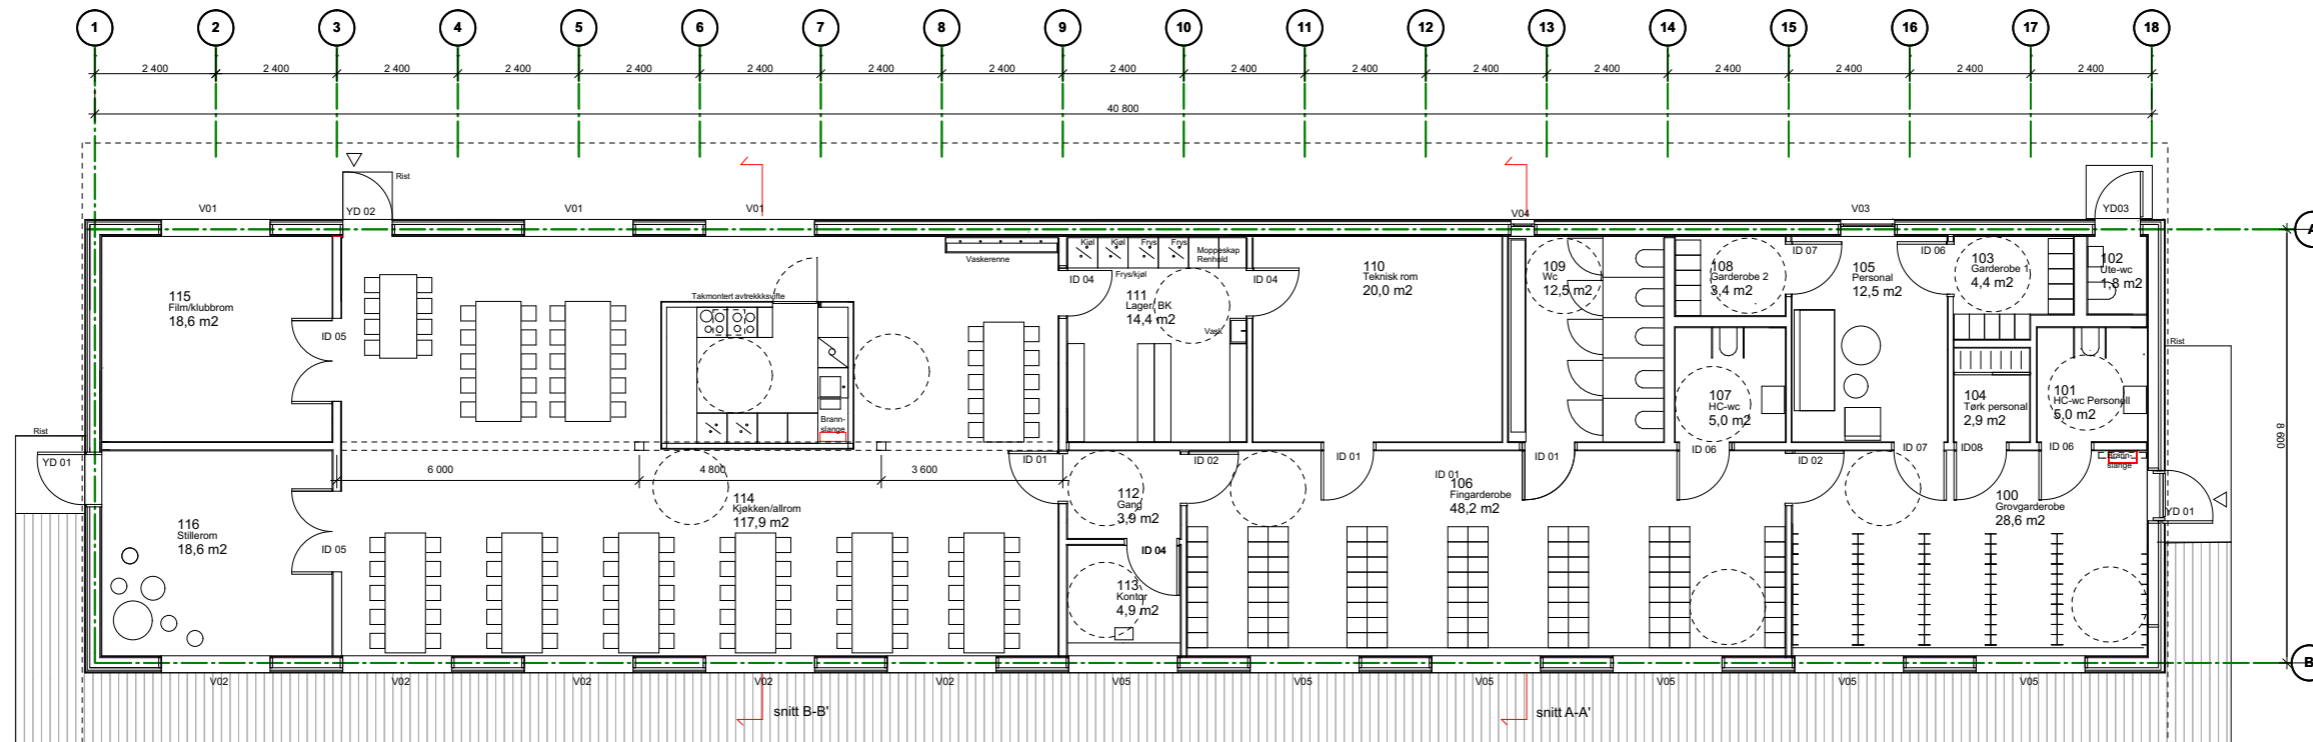 1 2 3 4 5 6 7 8 9 10 11 12 13 14 15 16 17 18
2 400 2 400 2 400 2 400 2 400 2 400 2 400 2 400 2 400 2 400 2 400 2 400 2 400 2 400 2 400 2 400 2 400
40 800
Rist
V01 YD 02 V01 V01 V04 V03 YD03
A
Kjøl Kjøl Frys Frys
Moppeskap
Renhold
Vaskerenne
Frys/kjøl
ID 04
ID 04
ID 07
ID 06
115
Film/klubbrom
18,6 m2
Takmontert avtrekkksvifte
111
Lager/ BK
14,4 m2
Vask
110
Teknisk rom
20,0 m2
109
Wc
12,5 m2
108
Garderobe 2
3,4 m2
105
Personal
12,5 m2
103
Garderobe 1
4,4 m2
102
Ute-wc
1,8 m2
ID 05
Rist
Brann-
slange
107
HC-wc
5,0 m2
104
Tørk personal
2,9 m2
101
HC-wc Personell
5,0 m2
8 600
Rist
YD 01
6 000
4 800
3 600
ID 01
ID 02
ID 01
ID 01
ID 01
ID 06
ID 02
ID 07
ID08
ID 06
Brann-
slange
116
Stillerom
18,6 m2
114
Kjøkken/allrom
117,9 m2
112
Gang
3,9 m2
106
Fingarderobe
48,2 m2
100
Grovgarderobe
28,6 m2
YD 01
ID 05
ID 04
113
Kontor
4,9 m2
B
V02 V02 V02 V02 V02 V05 V05 V05 V05 V05 V05
snitt B-B'
snitt A-A'